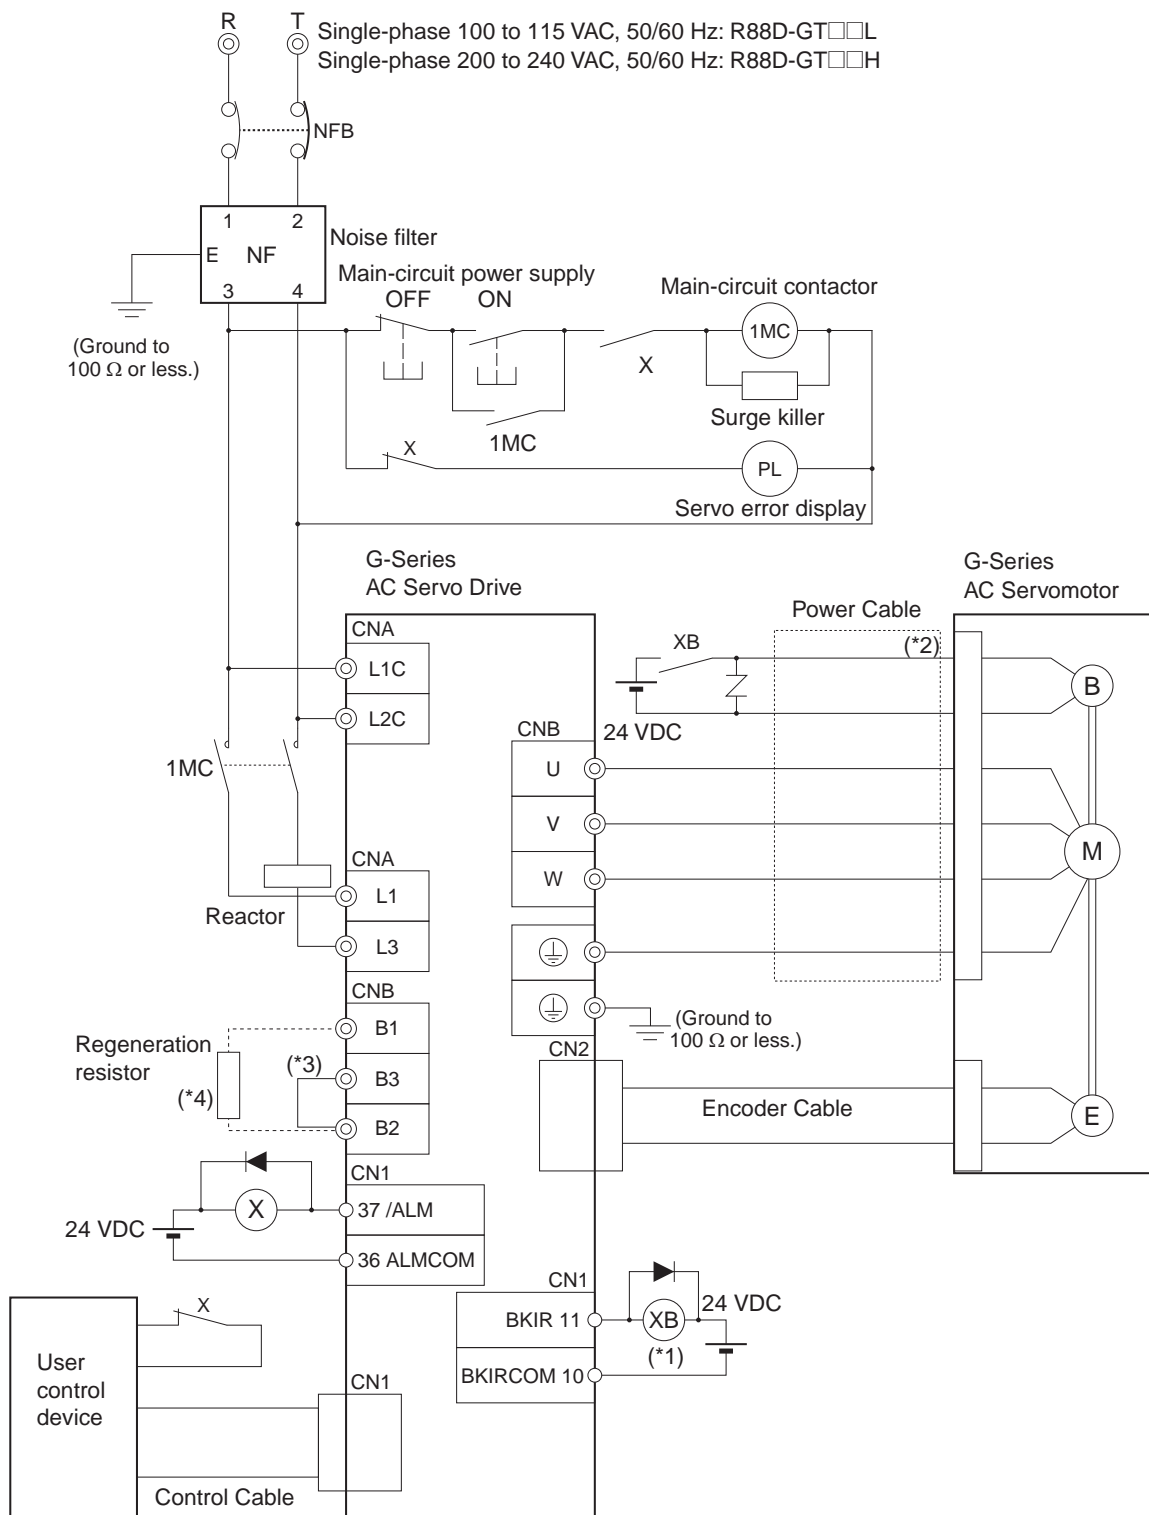 R T
Single-phase 100 to 115 VAC, 50/60 Hz: R88D-GT□□L
Single-phase 200 to 240 VAC, 50/60 Hz: R88D-GT□□H
NFB
1 2
E NF
3 4
Noise filter
(Ground to
100 Ω or less.)
Main-circuit power supply
OFF ON
Main-circuit contactor
1MC
X
Surge killer
1MC
X
PL
Servo error display
G-Series
AC Servo Drive
G-Series
AC Servomotor
Power Cable
(*2)
CNA
L1C
L2C
XB
24 VDC
B
1MC
CNB
U
V
W
M
CNA
L1
L3
Reactor
(Ground to
100 Ω or less.)
CNB
B1
B3
B2
Regeneration
resistor
(*3)
(*4)
CN2
Encoder Cable
E
CN1
37 /ALM
36 ALMCOM
X
24 VDC
CN1
BKIR 11
BKIRCOM 10
XB
(*1)
24 VDC
User
control
device
X
CN1
Control Cable